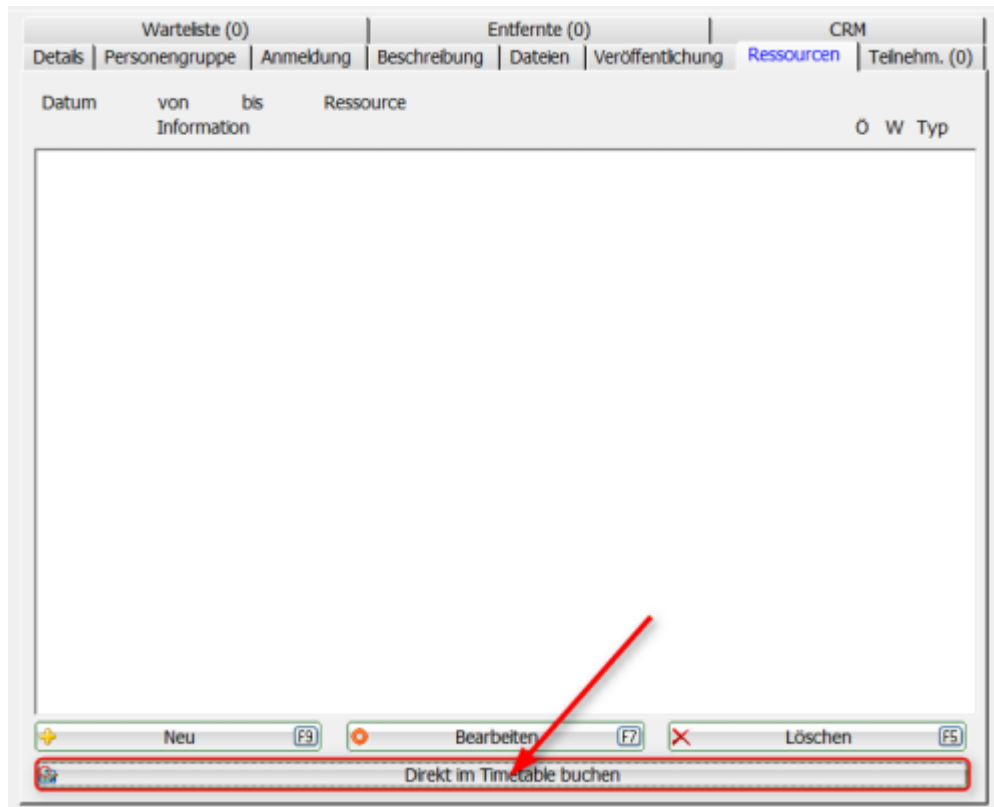 Warteliste (0) Entfernte (0) CRM
Details Personengruppe Anmeldung Beschreibung Dateien Veröffentlichung Ressourcen Teilnehm. (0)
Datum von bis Ressource
Information Ö W Typ
Neu F9 Bearbeiten F7 Löschen F5
Direkt im Timetable buchen